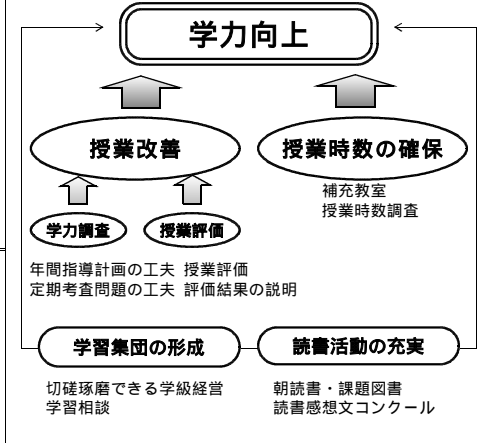 学力向上
授業改善
授業時数の確保
補充教室
授業時数調査
学力調査
授業評価
年間指導計画の工夫 授業評価
定期考査問題の工夫 評価結果の説明
学習集団の形成
読書活動の充実
切磋琢磨できる学級経営
学習相談
朝読書・課題図書
読書感想文コンクール